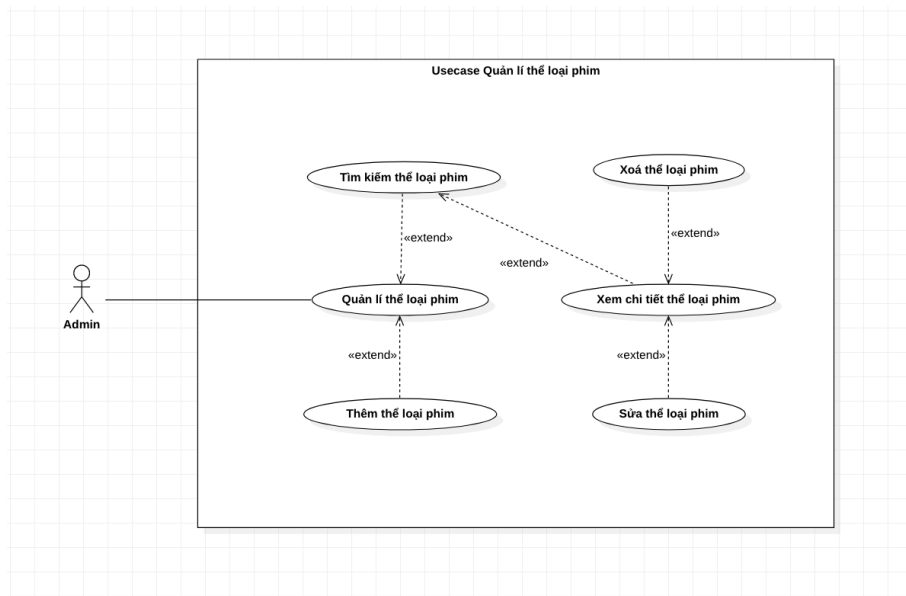 Usecase Quản lí thể loại phim
Tìm kiếm thể loại phim
Xoá thể loại phim
«extend»
«extend»
«extend»
Quản lí thể loại phim
Xem chi tiết thể loại phim
Admin
«extend»
«extend»
Thêm thể loại phim
Sửa thể loại phim